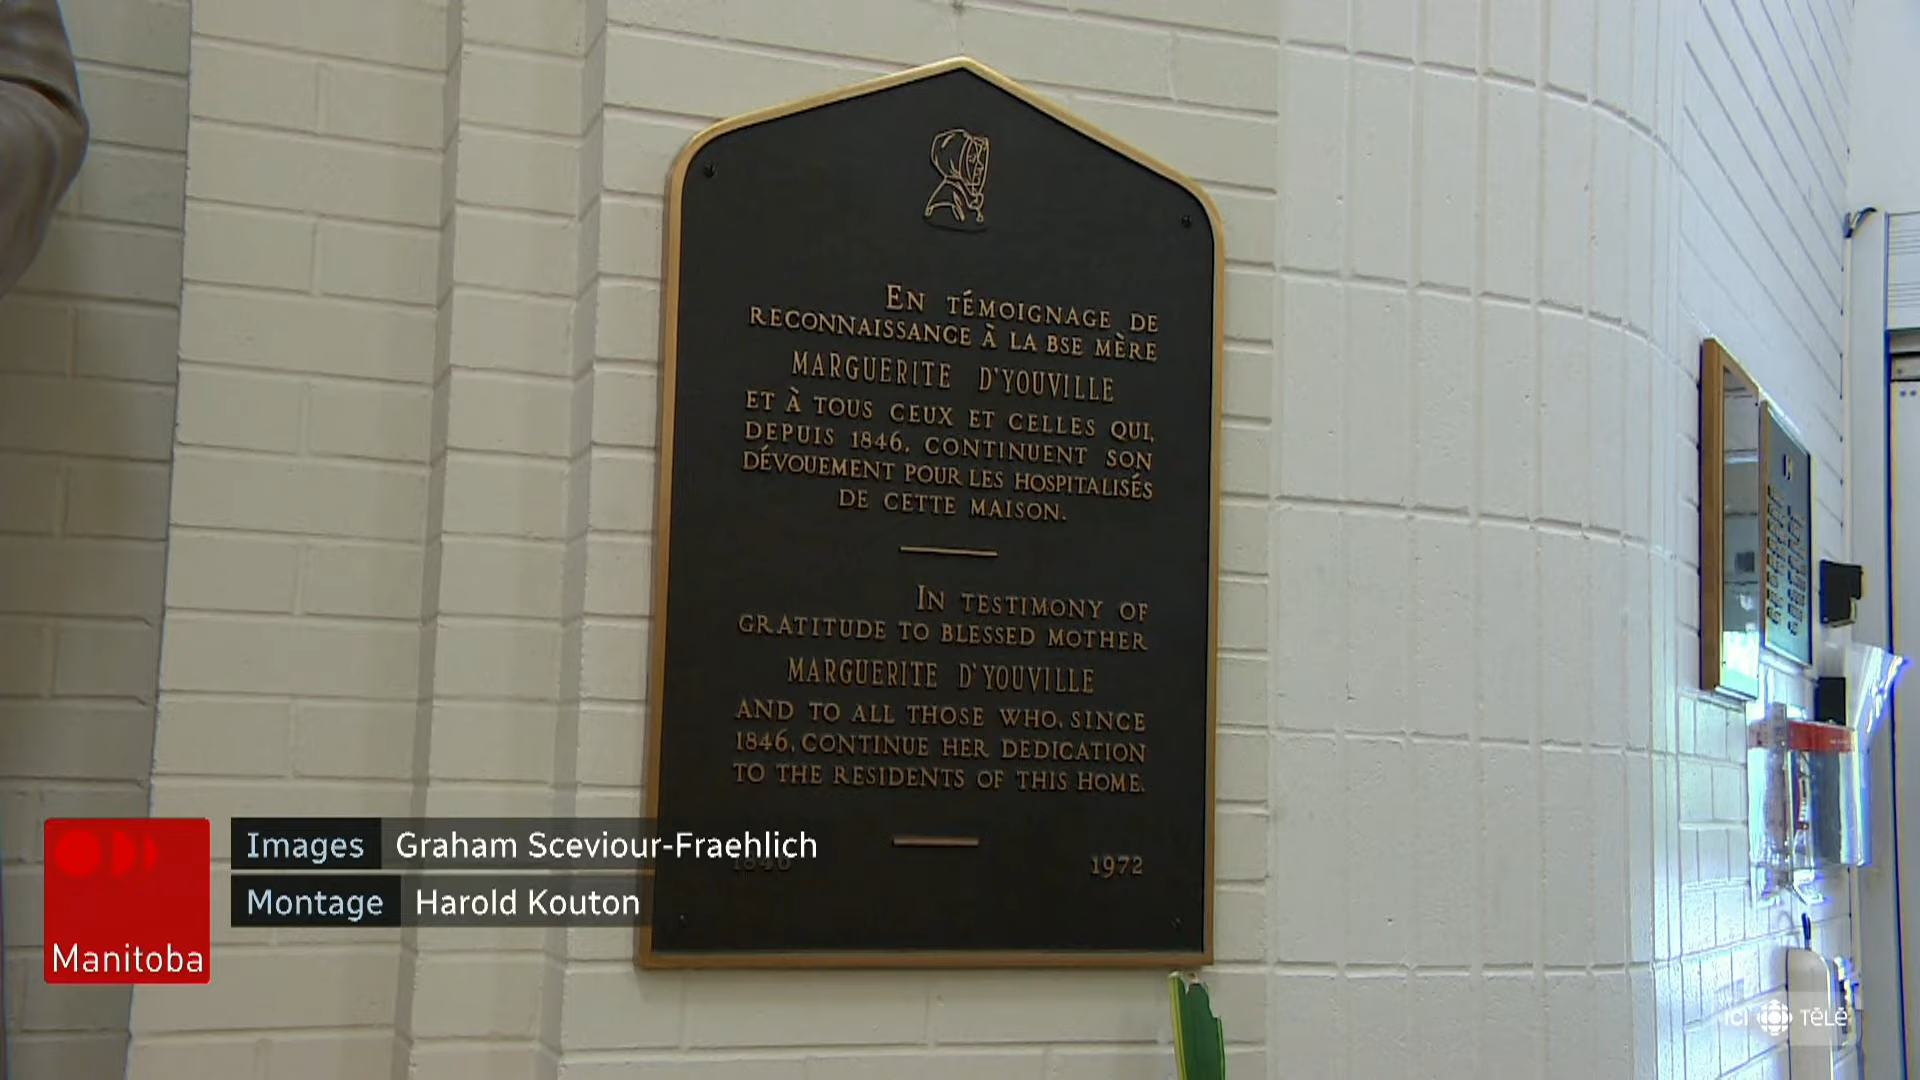 EN TÉMOIGNAGE DE
RECONNAISSANCE À LA BSE MÈRE
MARGUERITE D'YOUVILLE
ET À TOUS CEUX ET CELLES QUI,
DEPUIS 1846, CONTINUENT SON
DÉVOUEMENT POUR LES HOSPITALISÉS
DE CETTE MAISON.
IN TESTIMONY OF
GRATITUDE TO BLESSED MOTHER
MARGUERITE D'YOUVILLE
AND TO ALL THOSE WHO, SINCE
1846, CONTINUE HER DEDICATION
TO THE RESIDENTS OF THIS HOME.
1846 1972
Images Graham Sceviour-Fraehlich
Montage Harold Kouton
Manitoba
ICI TÉLÉ